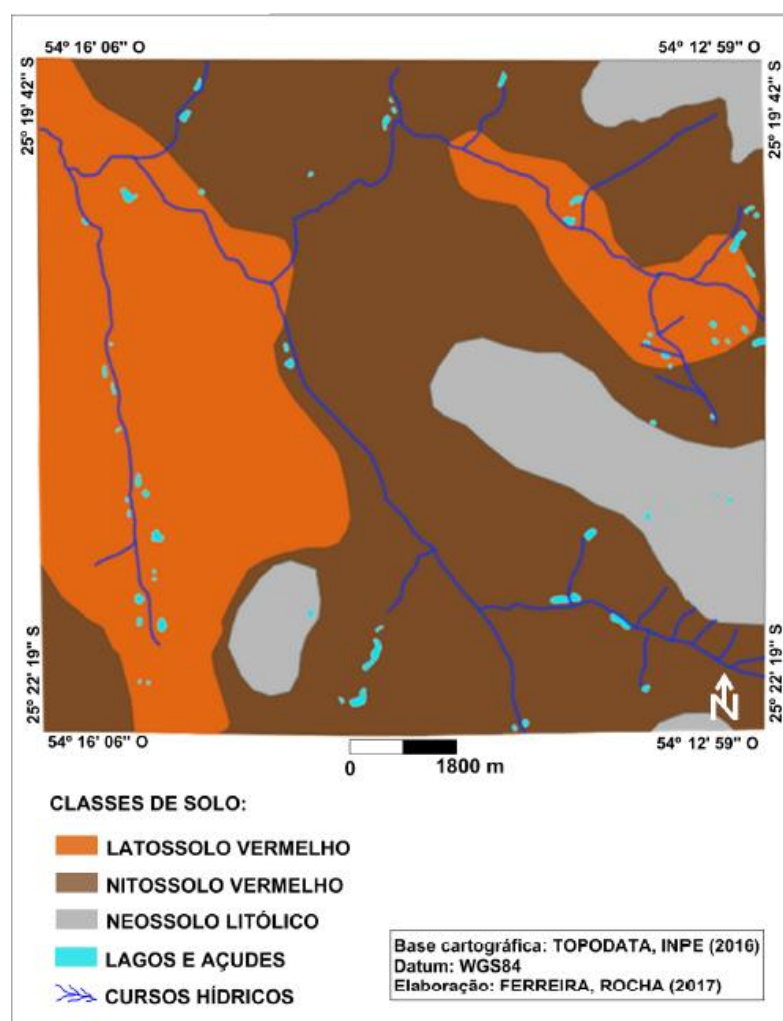 54º 16' 06" O
54º 12' 59" O
25º 19' 42" S
25º 19' 42" S
25º 22' 19" S
25º 22' 19" S
N
54º 16' 06" O
54º 12' 59" O
0
1800 m
CLASSES DE SOLO:
LATOSSOLO VERMELHO
NITOSSOLO VERMELHO
NEOSSOLO LITÓLICO
LAGOS E AÇUDES
CURSOS HÍDRICOS
Base cartográfica: TOPODATA, INPE (2016)
Datum: WGS84
Elaboração: FERREIRA, ROCHA (2017)